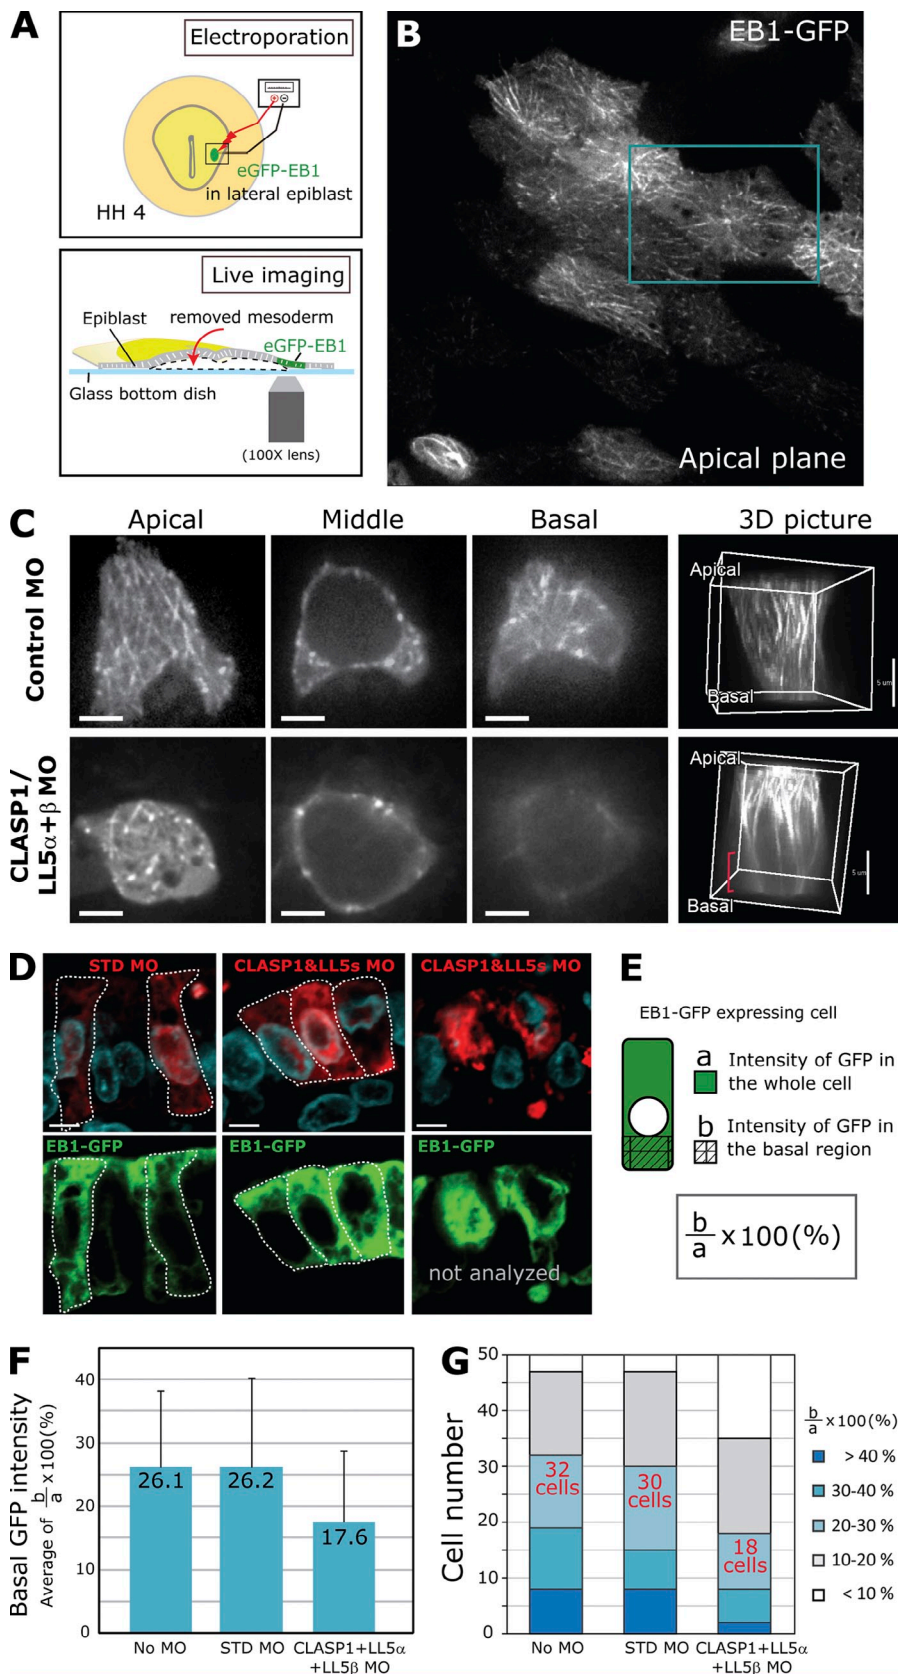 A
Electroporation
eGFP-EB1
in lateral epiblast
HH 4
Live imaging
Epiblast
removed mesoderm
eGFP-EB1
Glass bottom dish
(100X lens)
B
EB1-GFP
Apical plane
C
Apical
Middle
Basal
3D picture
Control MO
Apical
Basal
5 um
CLASP1/
LL5α+β MO
Apical
Basal
5 um
D
STD MO
CLASP1&LL5s MO
CLASP1&LL5s MO
EB1-GFP
EB1-GFP
EB1-GFP
not analyzed
E
EB1-GFP expressing cell
a
Intensity of GFP in
the whole cell
b
Intensity of GFP in
the basal region
b/a x 100 (%)
F
Basal GFP intensity
Average of b/a x 100 (%)
40
30
20
10
0
26.1
26.2
17.6
No MO
STD MO
CLASP1+LL5α
+LL5β MO
G
Cell number
50
40
30
20
10
0
32
cells
30
cells
18
cells
No MO
STD MO
CLASP1+LL5α
+LL5β MO
b/a x 100 (%)
> 40 %
30-40 %
20-30 %
10-20 %
< 10 %